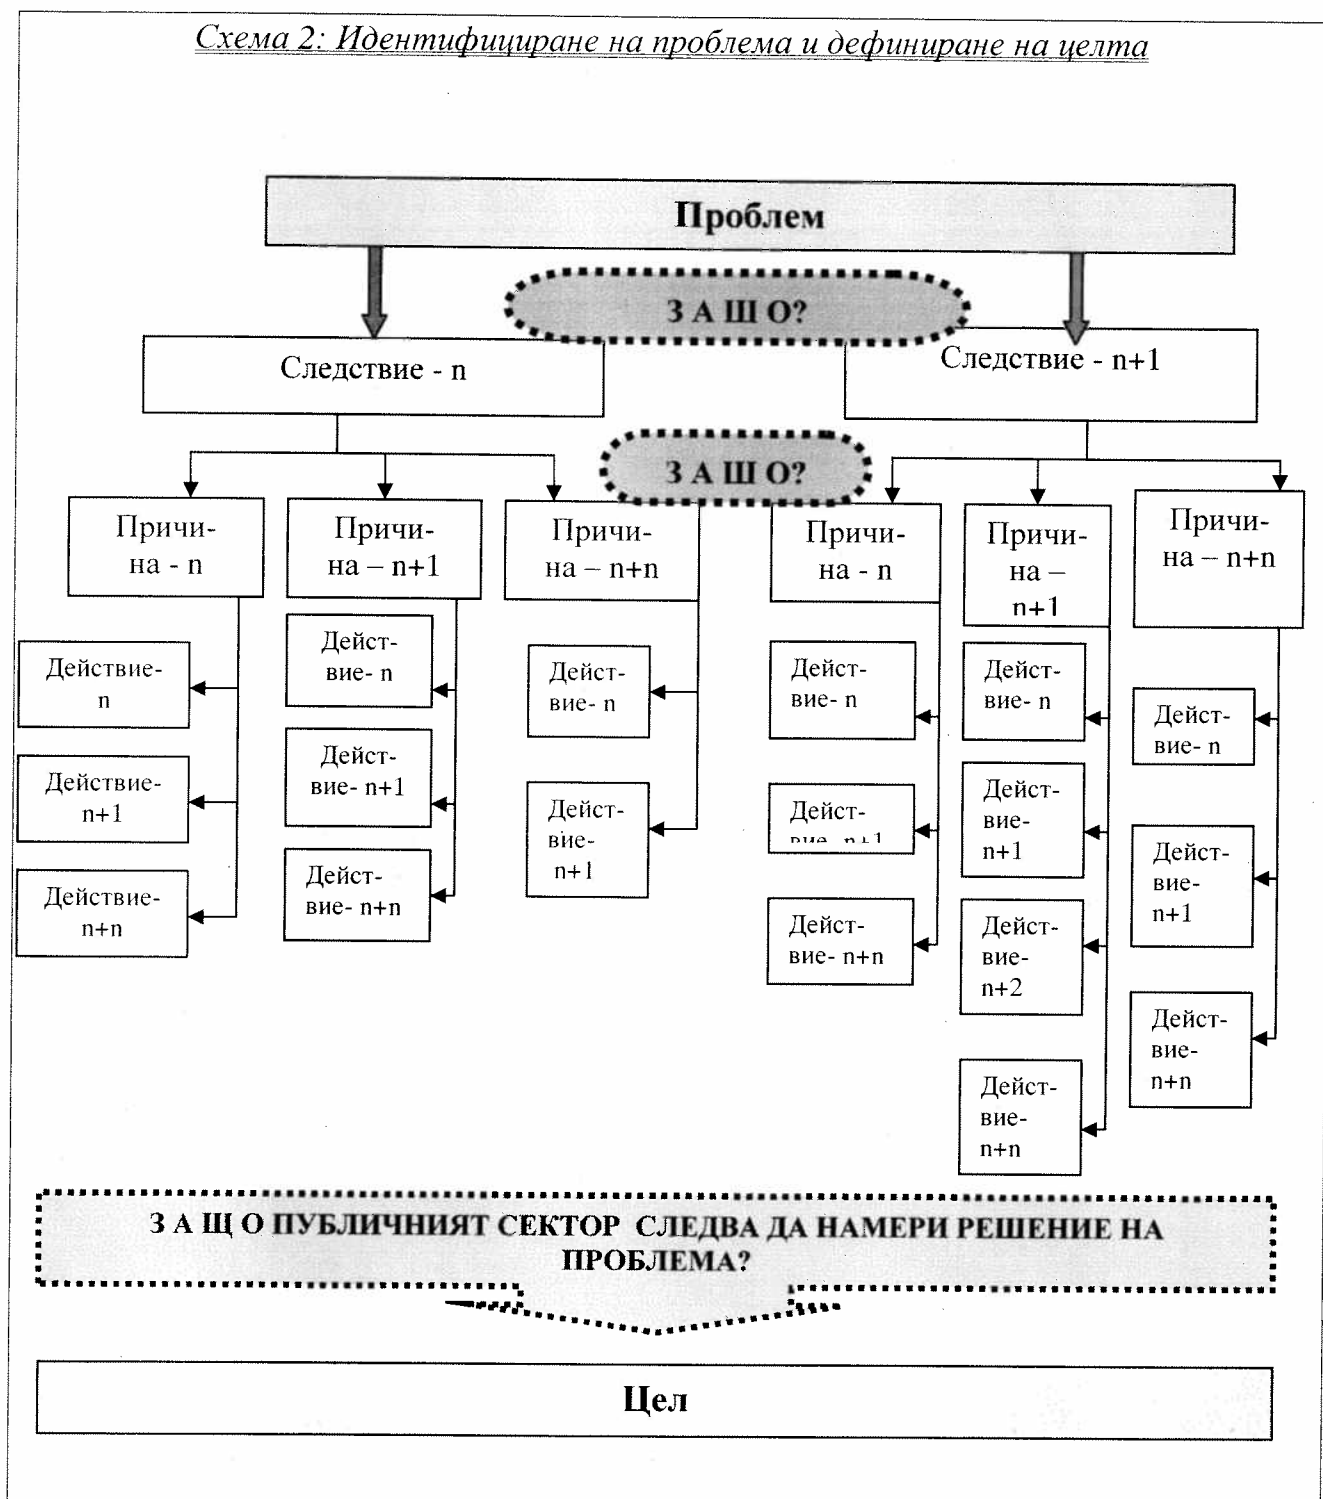 Схема 2: Идентифициране на проблема и дефиниране на целта
Проблем
З А Ш О?
Следствие - n
Следствие - n+1
З А Ш О?
Причи-
на - n
Причи-
на – n+1
Причи-
на – n+n
Причи-
на - n
Причи-
на –
n+1
Причи-
на – n+n
Действие-
n
Действие-
n+1
Действие-
n+n
Дейст-
вие- n
Дейст-
вие- n+1
Дейст-
вие- n+n
Дейст-
вие- n
Дейст-
вие-
n+1
Дейст-
вие- n
Дейст-
вие- n+1
Дейст-
вие- n+n
Дейст-
вие- n
Дейст-
вие-
n+1
Дейст-
вие-
n+2
Дейст-
вие-
n+n
Дейст-
вие- n
Дейст-
вие-
n+1
Дейст-
вие-
n+n
З А Щ О ПУБЛИЧНИЯТ СЕКТОР СЛЕДВА ДА НАМЕРИ РЕШЕНИЕ НА
ПРОБЛЕМА?
Цел